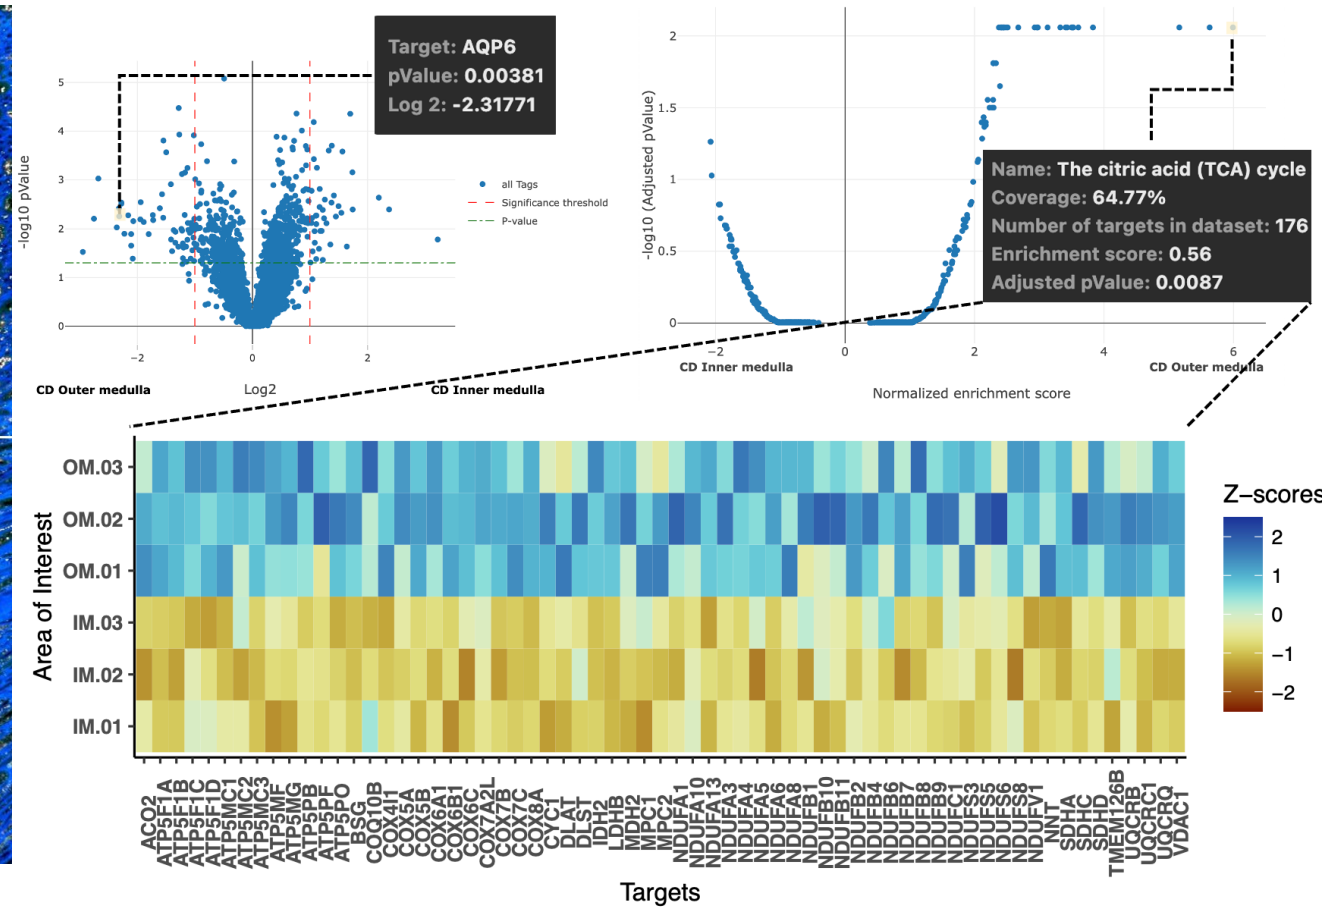 Target: AQP6
pValue: 0.00381
Log 2: -2.31771
-log10 pValue
5
4
3
2
1
0
−2
0
2
CD Outer medulla
Log2
CD Inner medulla
all Tags
Significance threshold
P-value
-log10 (Adjusted pValue)
2
1.5
1
0.5
0
−2
0
2
4
6
CD Inner medulla
CD Outer medulla
Normalized enrichment score
Name: The citric acid (TCA) cycle
Coverage: 64.77%
Number of targets in dataset: 176
Enrichment score: 0.56
Adjusted pValue: 0.0087
Area of Interest
OM.03
OM.02
OM.01
IM.03
IM.02
IM.01
ACO2
ATP5F1A
ATP5F1B
ATP5F1C
ATP5F1D
ATP5MC1
ATP5MC2
ATP5MC3
ATP5MF
ATP5MG
ATP5PB
ATP5PF
ATP5PO
BSG
COQ10B
COX4I1
COX5A
COX5B
COX6A1
COX6B1
COX6C
COX7A2L
COX7B
COX7C
COX8A
CYC1
DLAT
DLST
IDH2
LDHB
MDH2
MPC1
MPC2
NDUFA1
NDUFA10
NDUFA13
NDUFA3
NDUFA4
NDUFA5
NDUFA6
NDUFA8
NDUFB1
NDUFB10
NDUFB11
NDUFB2
NDUFB4
NDUFB6
NDUFB7
NDUFB8
NDUFB9
NDUFC1
NDUFS3
NDUFS5
NDUFS6
NDUFS8
NDUFV1
NNT
SDHA
SDHC
SDHD
TMEM126B
UQCRB
UQCRC1
UQCRQ
VDAC1
Targets
Z−scores
2
1
0
−1
−2